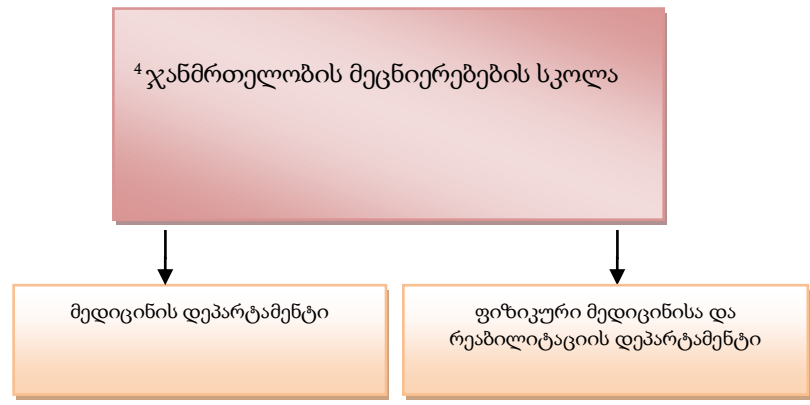 ⁴ჯანმრთელობის მეცნიერებების სკოლა
მედიცინის დეპარტამენტი
ფიზიკური მედიცინისა და
რეაბილიტაციის დეპარტამენტი